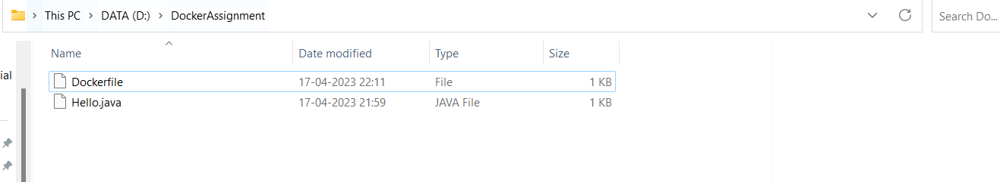 This PC > DATA (D:) > DockerAssignment
Search Do...
Name Date modified Type Size
ial
Dockerfile 17-04-2023 22:11 File 1 KB
Hello.java 17-04-2023 21:59 JAVA File 1 KB